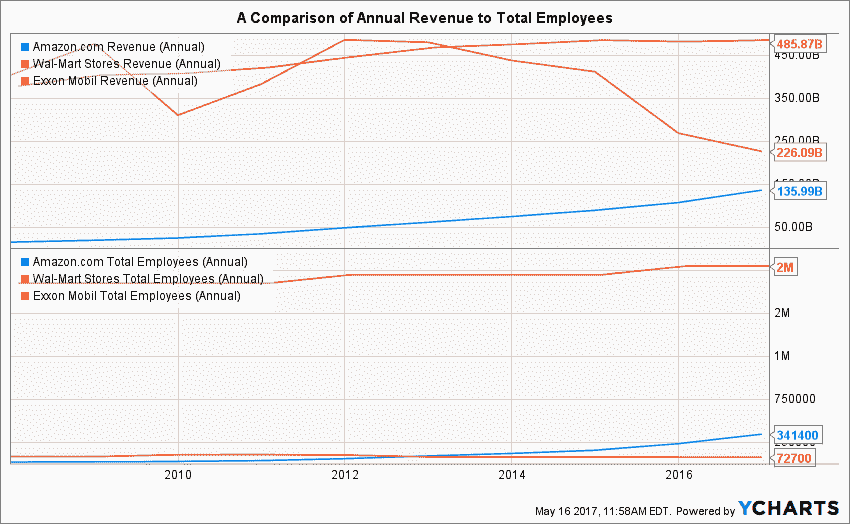 A Comparison of Annual Revenue to Total Employees
Amazon.com Revenue (Annual)
Wal-Mart Stores Revenue (Annual)
Exxon Mobil Revenue (Annual)
485.87B
450.00B
350.00B
250.00B
226.09B
150.00B
135.99B
50.00B
Amazon.com Total Employees (Annual)
Wal-Mart Stores Total Employees (Annual)
Exxon Mobil Total Employees (Annual)
2M
2M
1M
750000
341400
72700
2010 2012 2014 2016
May 16 2017, 11:58AM EDT. Powered by YCHARTS